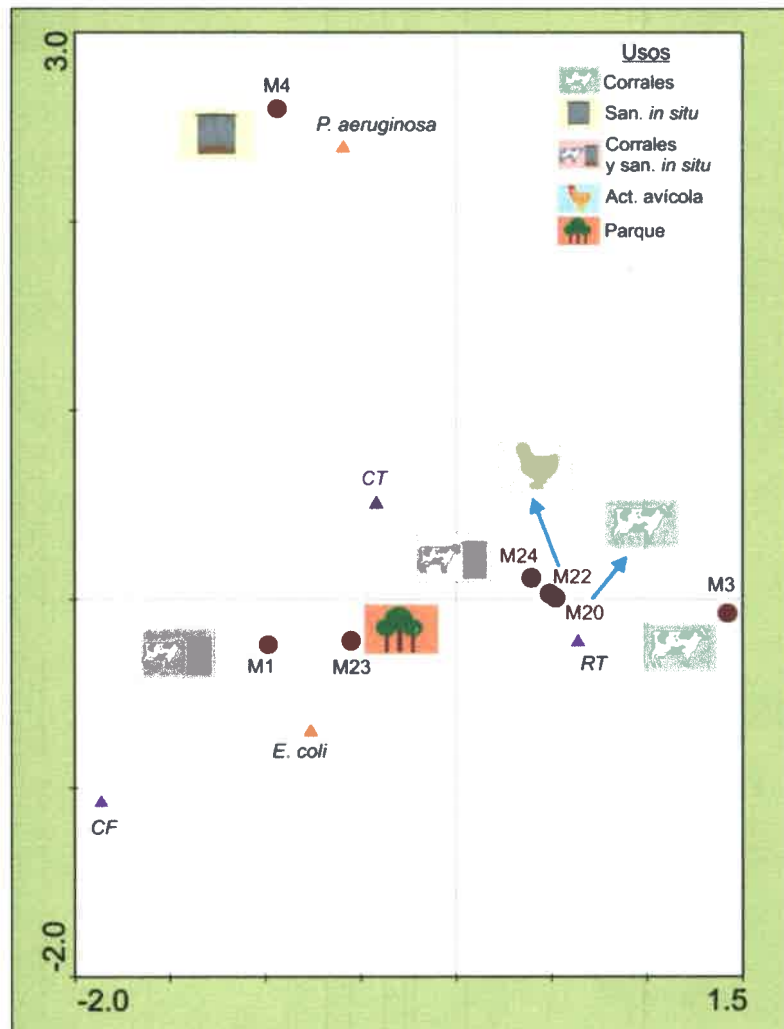 3.0
Usos
Corrales
San. in situ
Corrales
y san. in situ
Act. avícola
Parque
M4
P. aeruginosa
CT
M24
M22
M20
M3
RT
M1
M23
E. coli
CF
-2.0
-2.0
1.5